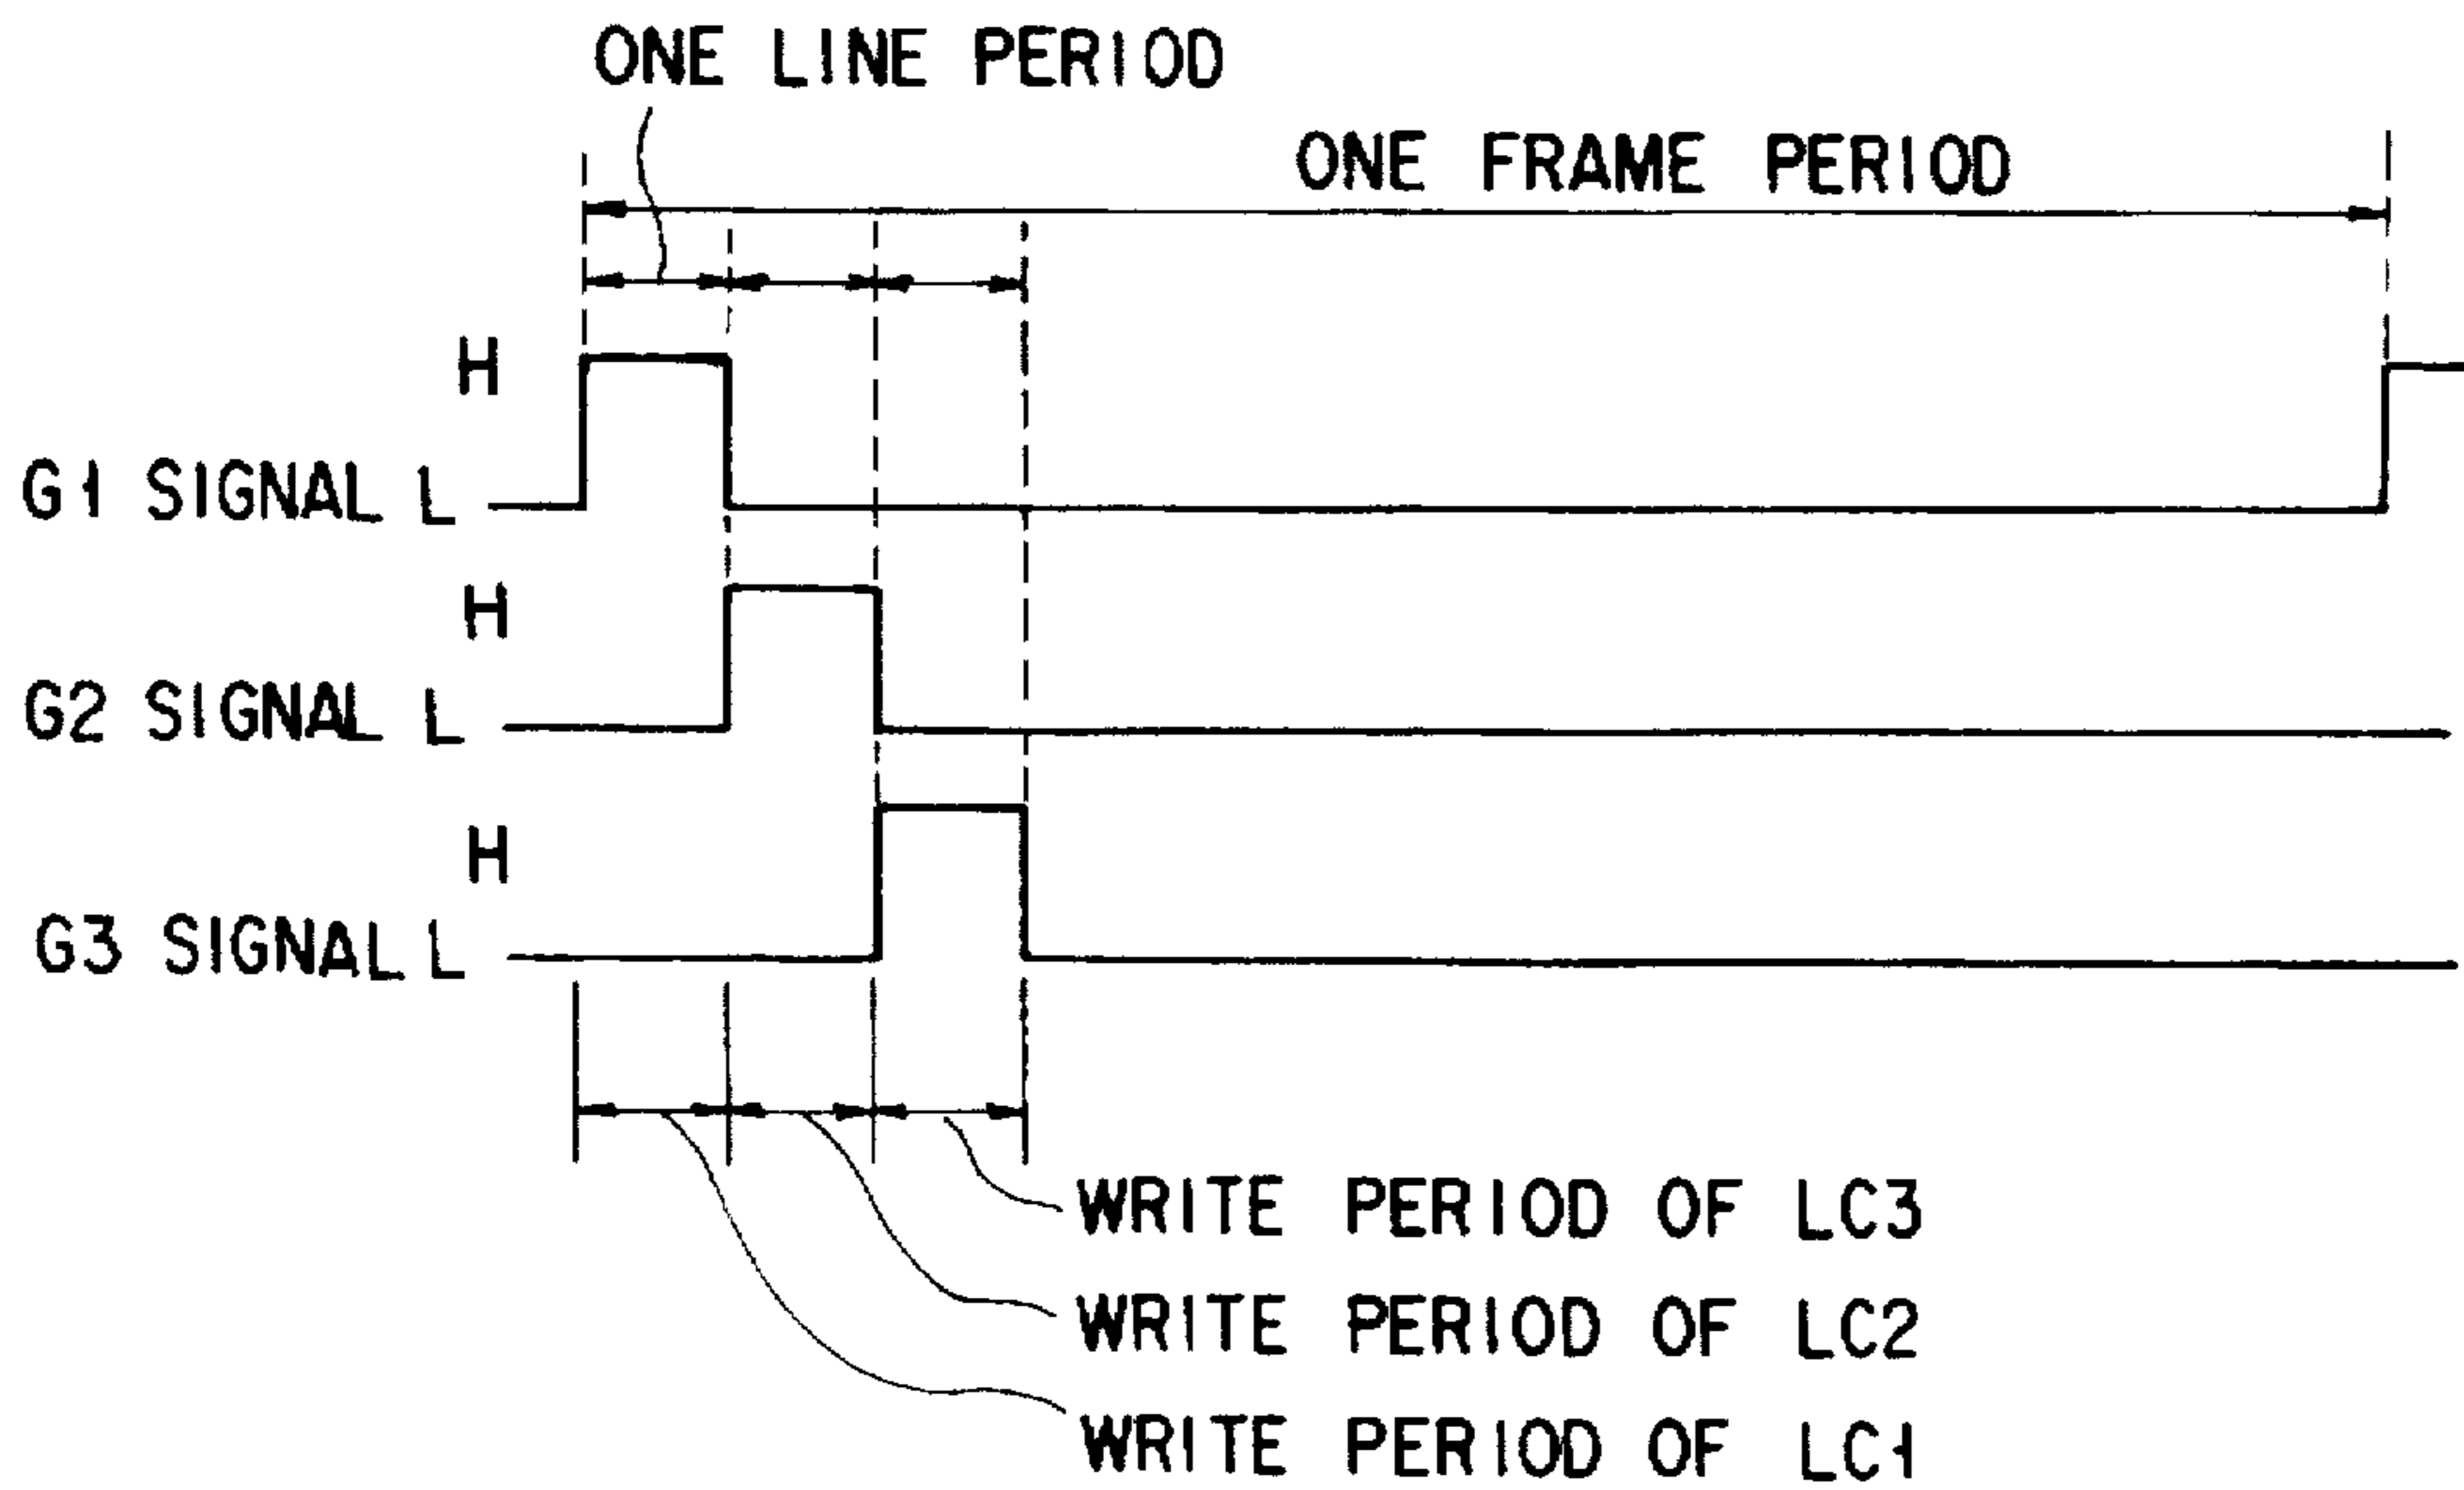 ONE LINE PERIOD
ONE FRAME PERIOD
H
G1 SIGNAL L
H
G2 SIGNAL L
H
G3 SIGNAL L
WRITE PERIOD OF LC3
WRITE PERIOD OF LC2
WRITE PERIOD OF LC1